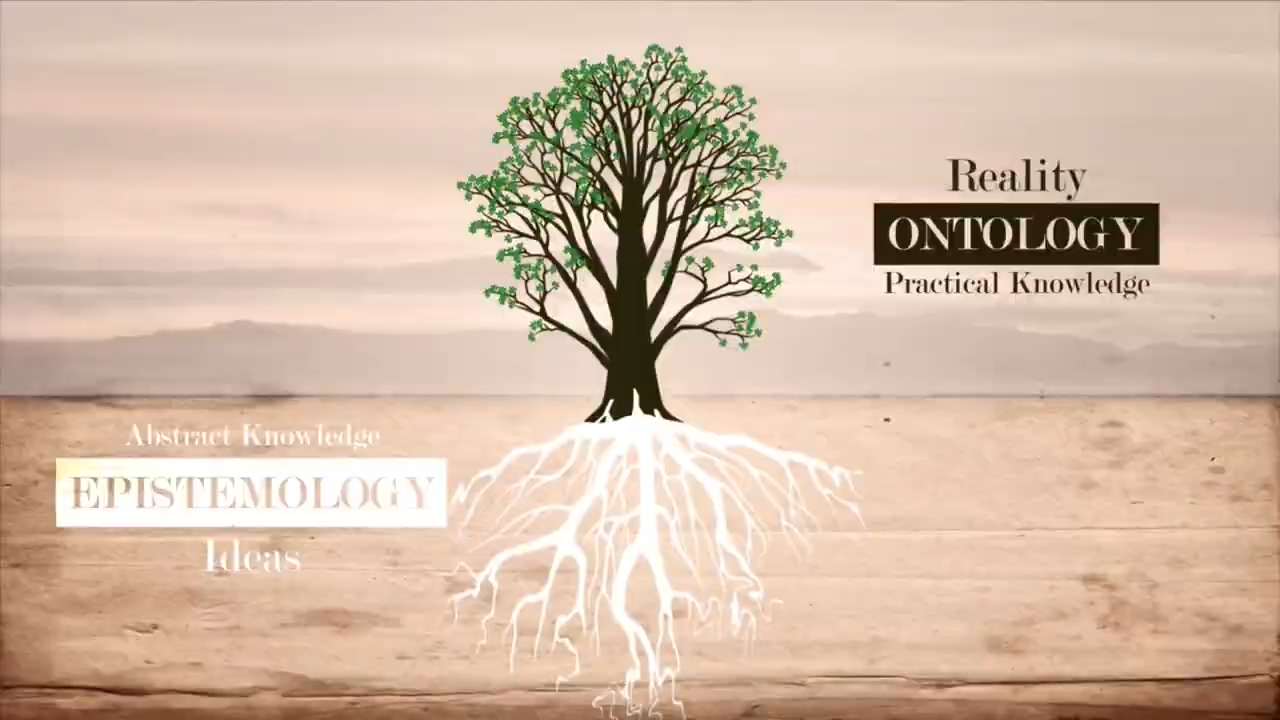 Reality
ONTOLOGY
Practical Knowledge
Abstract Knowledge
EPISTEMOLOGY
Ideas